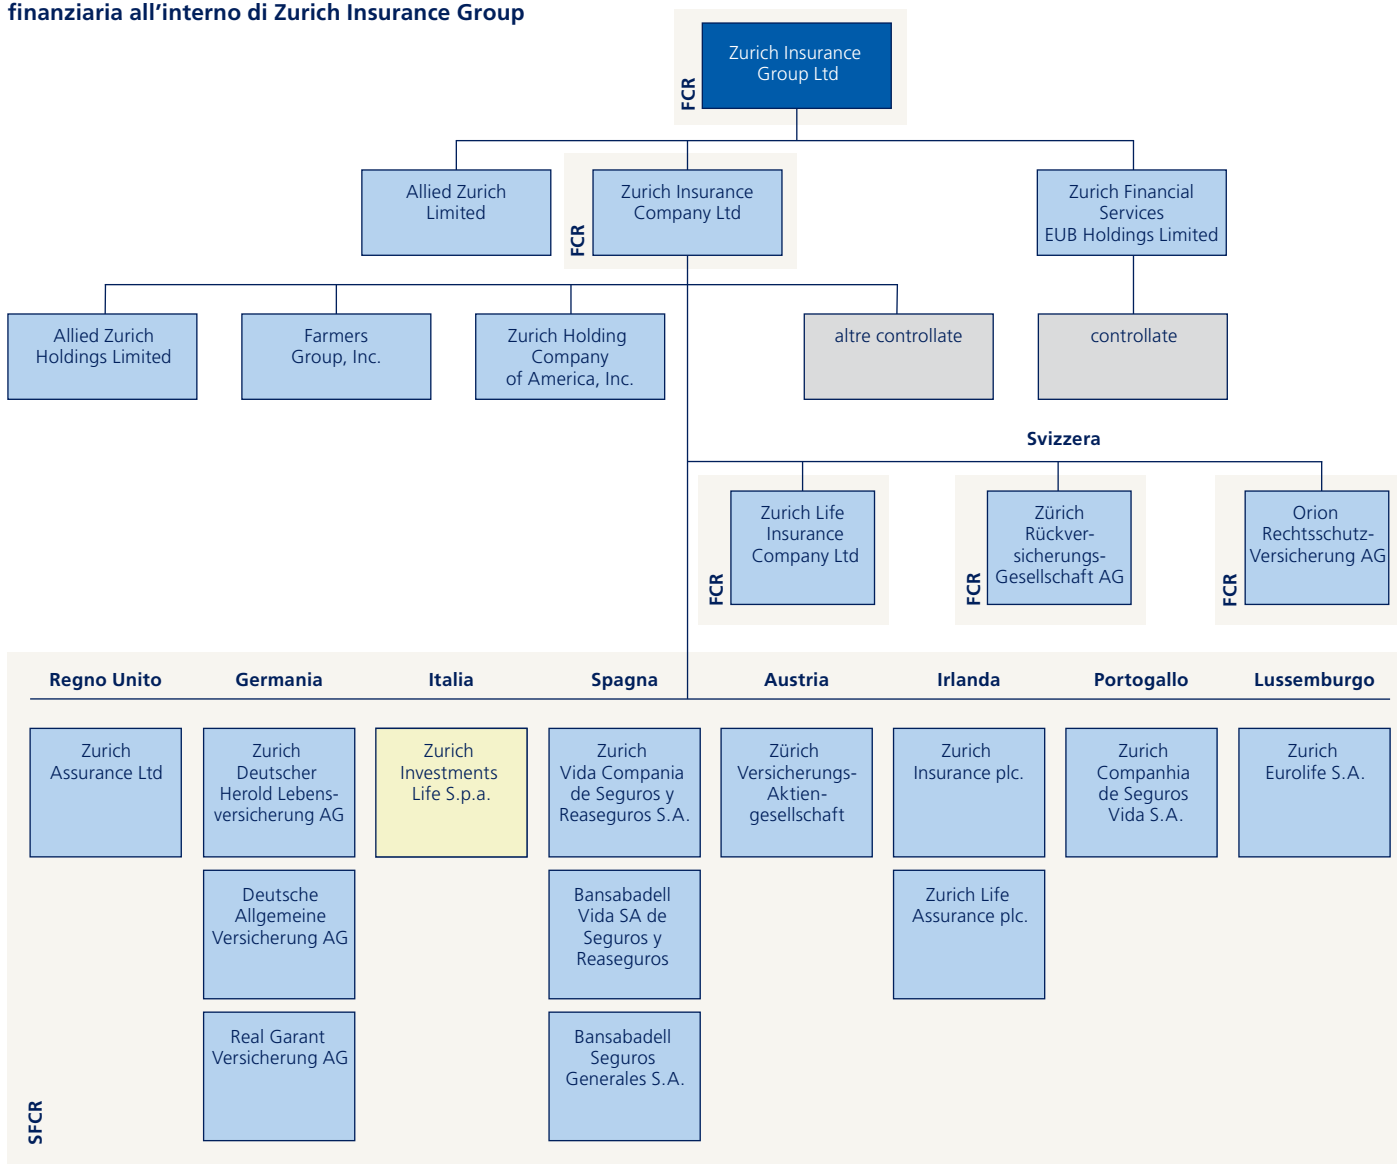 finanziaria all’interno di Zurich Insurance Group
Zurich Insurance
Group Ltd
FCR
Allied Zurich
Limited
Zurich Insurance
Company Ltd
FCR
Zurich Financial
Services
EUB Holdings Limited
Allied Zurich
Holdings Limited
Farmers
Group, Inc.
Zurich Holding
Company
of America, Inc.
altre controllate
controllate
Svizzera
Zurich Life
Insurance
Company Ltd
FCR
Zürich
Rückver-
sicherungs-
Gesellschaft AG
FCR
Orion
Rechtsschutz-
Versicherung AG
FCR
Regno Unito
Germania
Italia
Spagna
Austria
Irlanda
Portogallo
Lussemburgo
Zurich
Assurance Ltd
Zurich
Deutscher
Herold Lebens-
versicherung AG
Zurich
Investments
Life S.p.a.
Zurich
Vida Compania
de Seguros y
Reaseguros S.A.
Zürich
Versicherungs-
Aktien-
gesellschaft
Zurich
Insurance plc.
Zurich
Companhia
de Seguros
Vida S.A.
Zurich
Eurolife S.A.
Deutsche
Allgemeine
Versicherung AG
Bansabadell
Vida SA de
Seguros y
Reaseguros
Zurich Life
Assurance plc.
Real Garant
Versicherung AG
Bansabadell
Seguros
Generales S.A.
SFCR